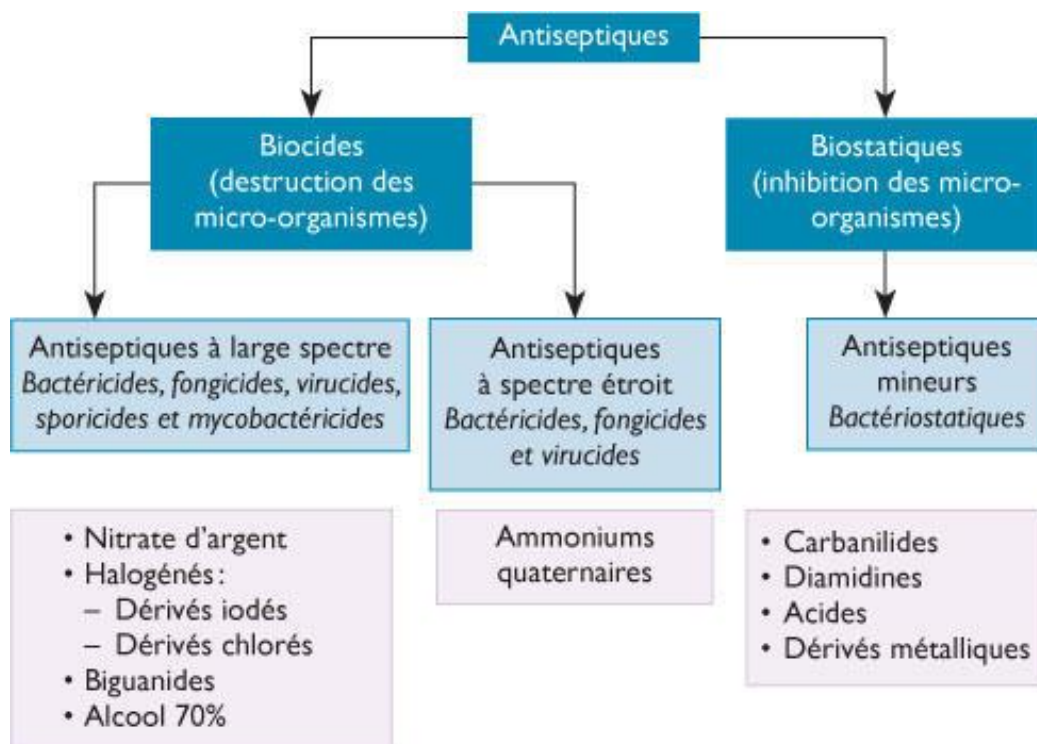 Antiseptiques
Biocides
(destruction des
micro-organismes)
Biostatiques
(inhibition des micro-
organismes)
Antiseptiques à large spectre
Bactéricides, fongicides, virucides,
sporicides et mycobactéricides
Antiseptiques
à spectre étroit
Bactéricides, fongicides
et virucides
Antiseptiques
mineurs
Bactériostatiques
• Nitrate d'argent
• Halogénés :
– Dérivés iodés
– Dérivés chlorés
• Biguanides
• Alcool 70%
Ammoniums
quaternaires
• Carbanilides
• Diamidines
• Acides
• Dérivés métalliques